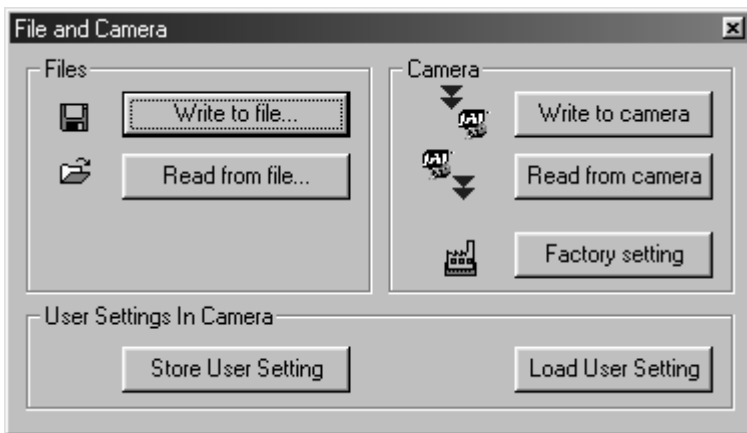 File and Camera
Files
Write to file...
Read from file...
Camera
Write to camera
Read from camera
Factory setting
User Settings In Camera
Store User Setting
Load User Setting